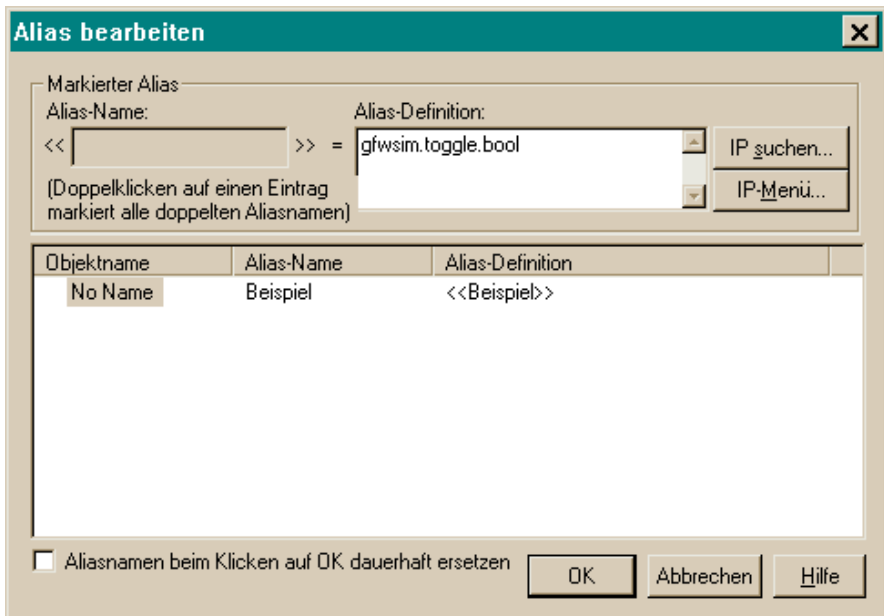 Alias bearbeiten
Markierter Alias
Alias-Name:
Alias-Definition:
<< >> = gfwsim.toggle.bool
IP suchen...
(Doppelklicken auf einen Eintrag
markiert alle doppelten Aliasnamen)
IP-Menü...
Objektname Alias-Name Alias-Definition
No Name Beispiel <<Beispiel>>
Aliasnamen beim Klicken auf OK dauerhaft ersetzen
OK
Abbrechen
Hilfe